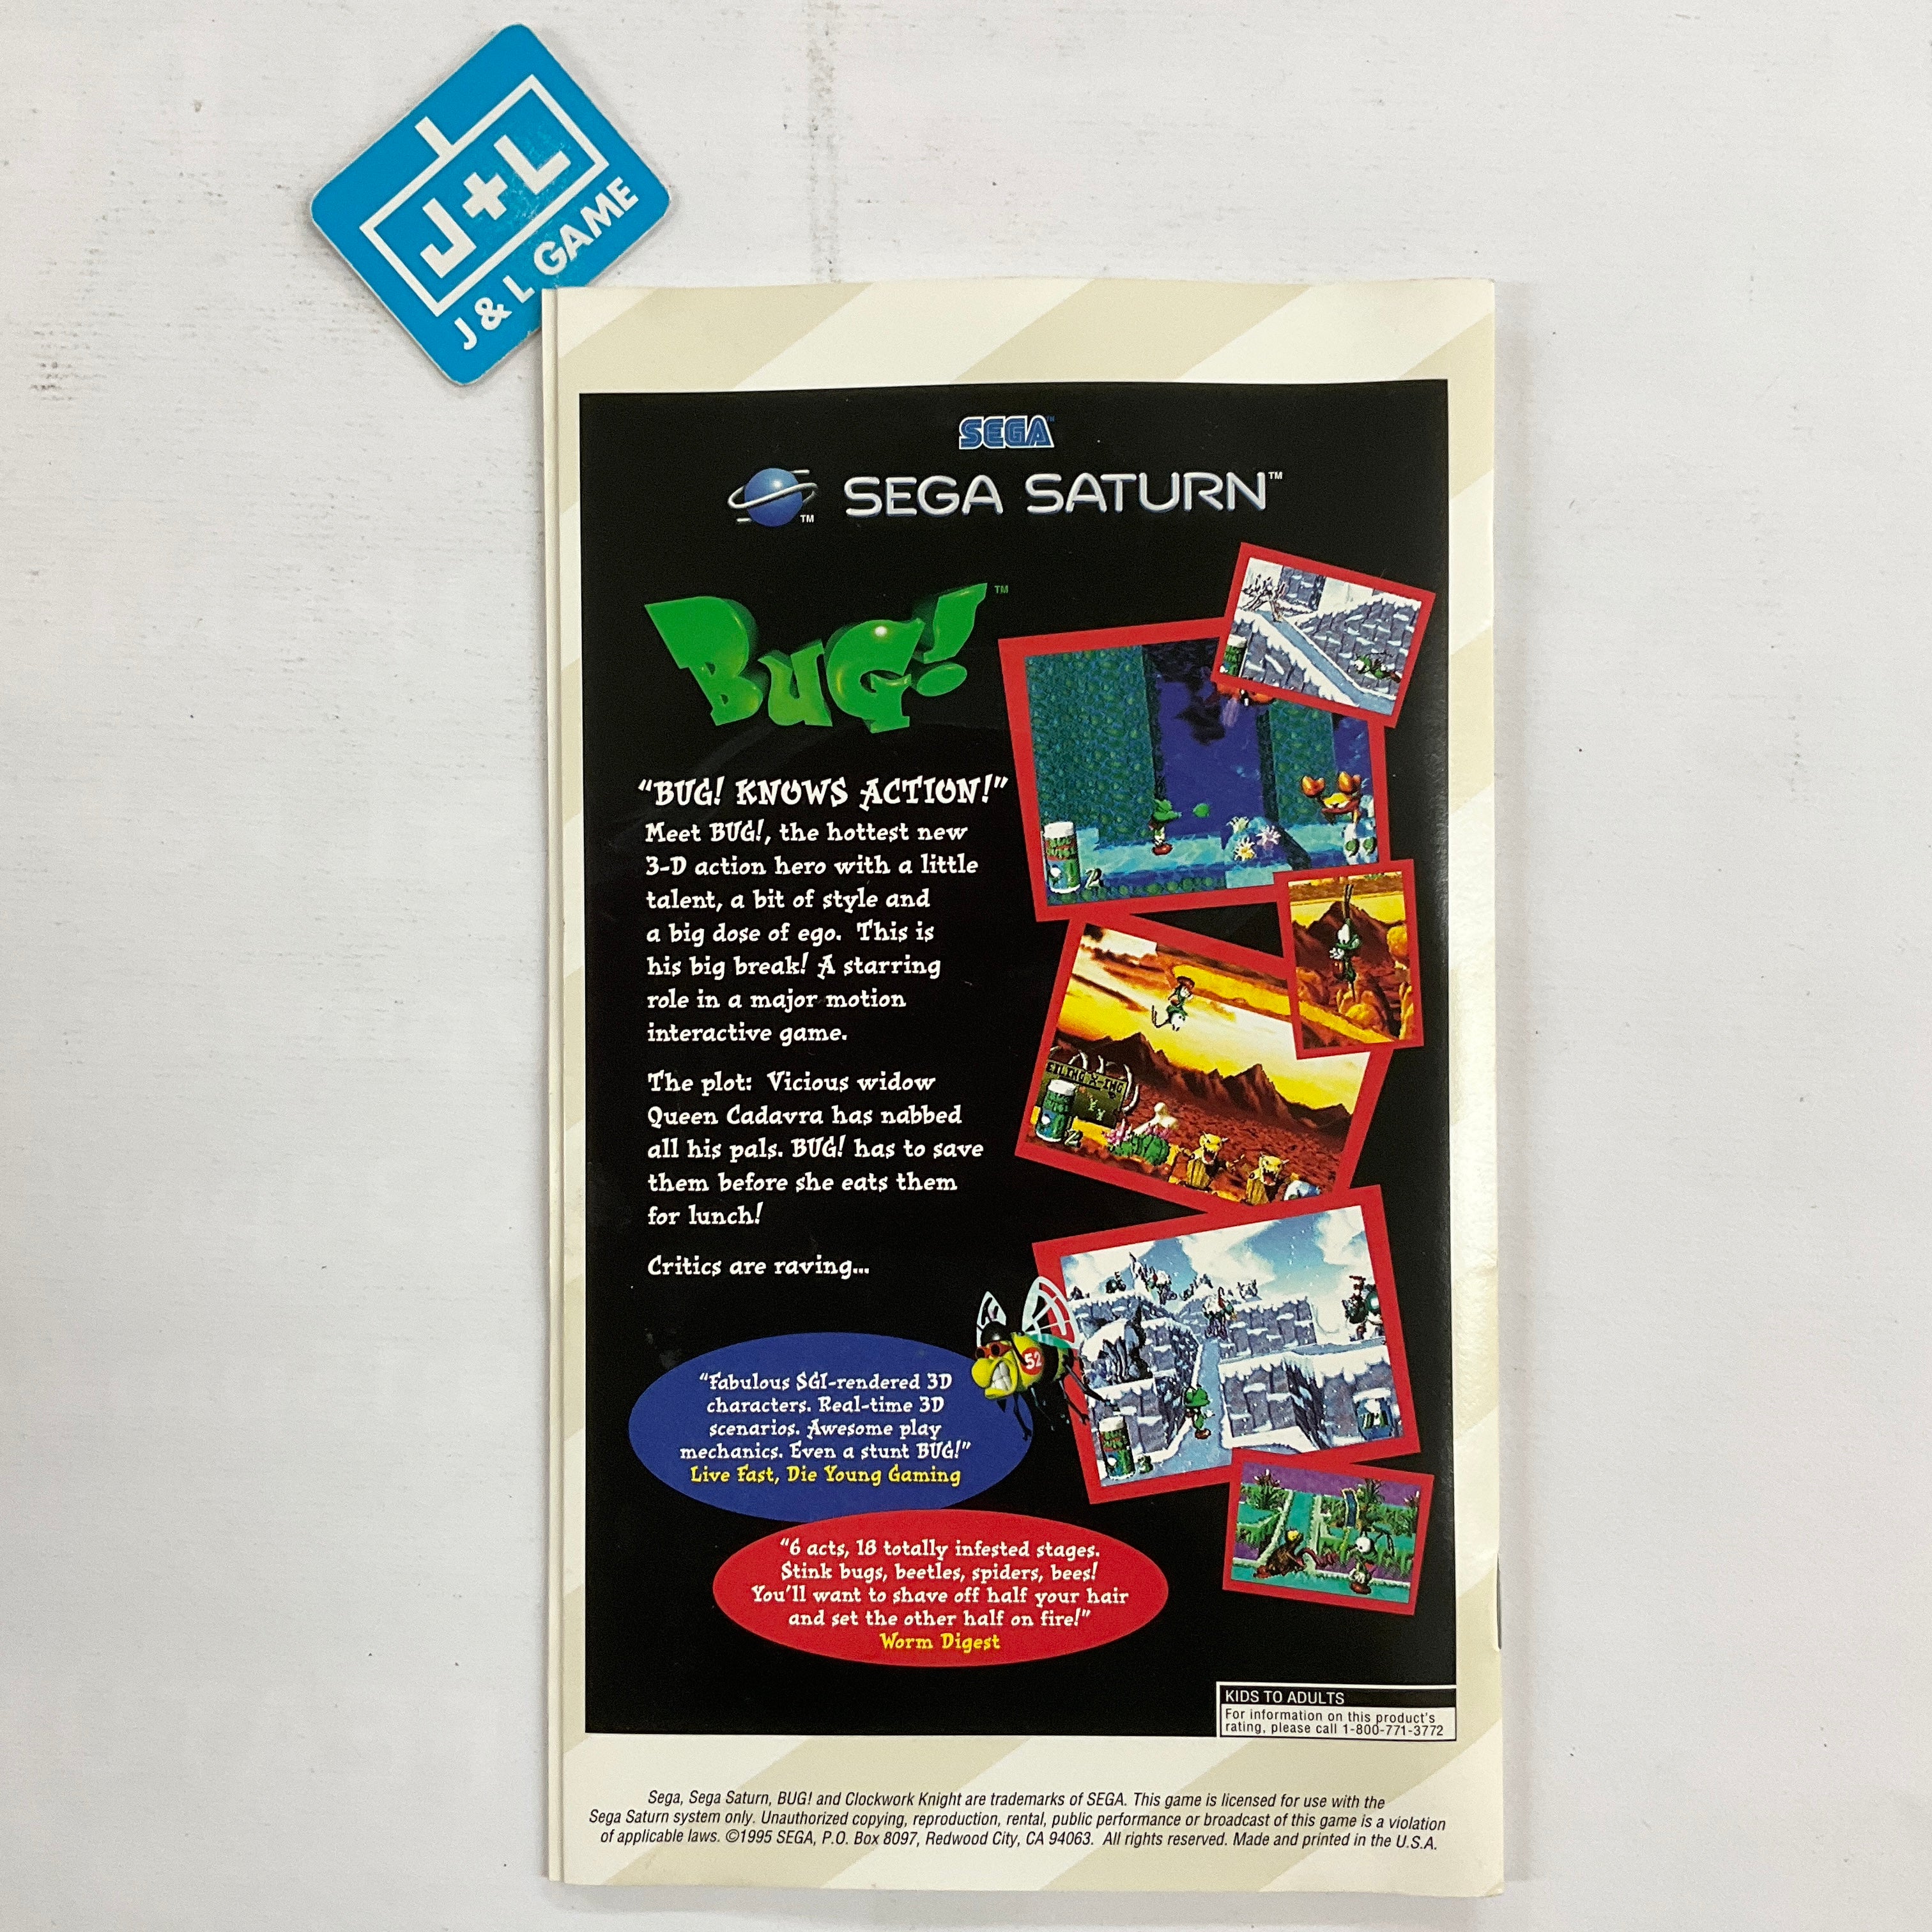 J+L
J & L GAME
SEGA™
™ SEGA SATURN™
BUG!™
“BUG! KNOWS ACTION!”
Meet BUG!, the hottest new
3-D action hero with a little
talent, a bit of style and
a big dose of ego. This is
his big break! A starring
role in a major motion
interactive game.
The plot: Vicious widow
Queen Cadavra has nabbed
all his pals. BUG! has to save
them before she eats them
for lunch!
Critics are raving...
52
“Fabulous SGI-rendered 3D
characters. Real-time 3D
scenarios. Awesome play
mechanics. Even a stunt BUG!”
Live Fast, Die Young Gaming
“6 acts, 18 totally infested stages.
Stink bugs, beetles, spiders, bees!
You'll want to shave off half your hair
and set the other half on fire!”
Worm Digest
2
X-ING
2
3
KIDS TO ADULTS
For information on this product's
rating, please call 1-800-771-3772
Sega, Sega Saturn, BUG! and Clockwork Knight are trademarks of SEGA. This game is licensed for use with the
Sega Saturn system only. Unauthorized copying, reproduction, rental, public performance or broadcast of this game is a violation
of applicable laws. ©1995 SEGA, P.O. Box 8097, Redwood City, CA 94063. All rights reserved. Made and printed in the U.S.A.